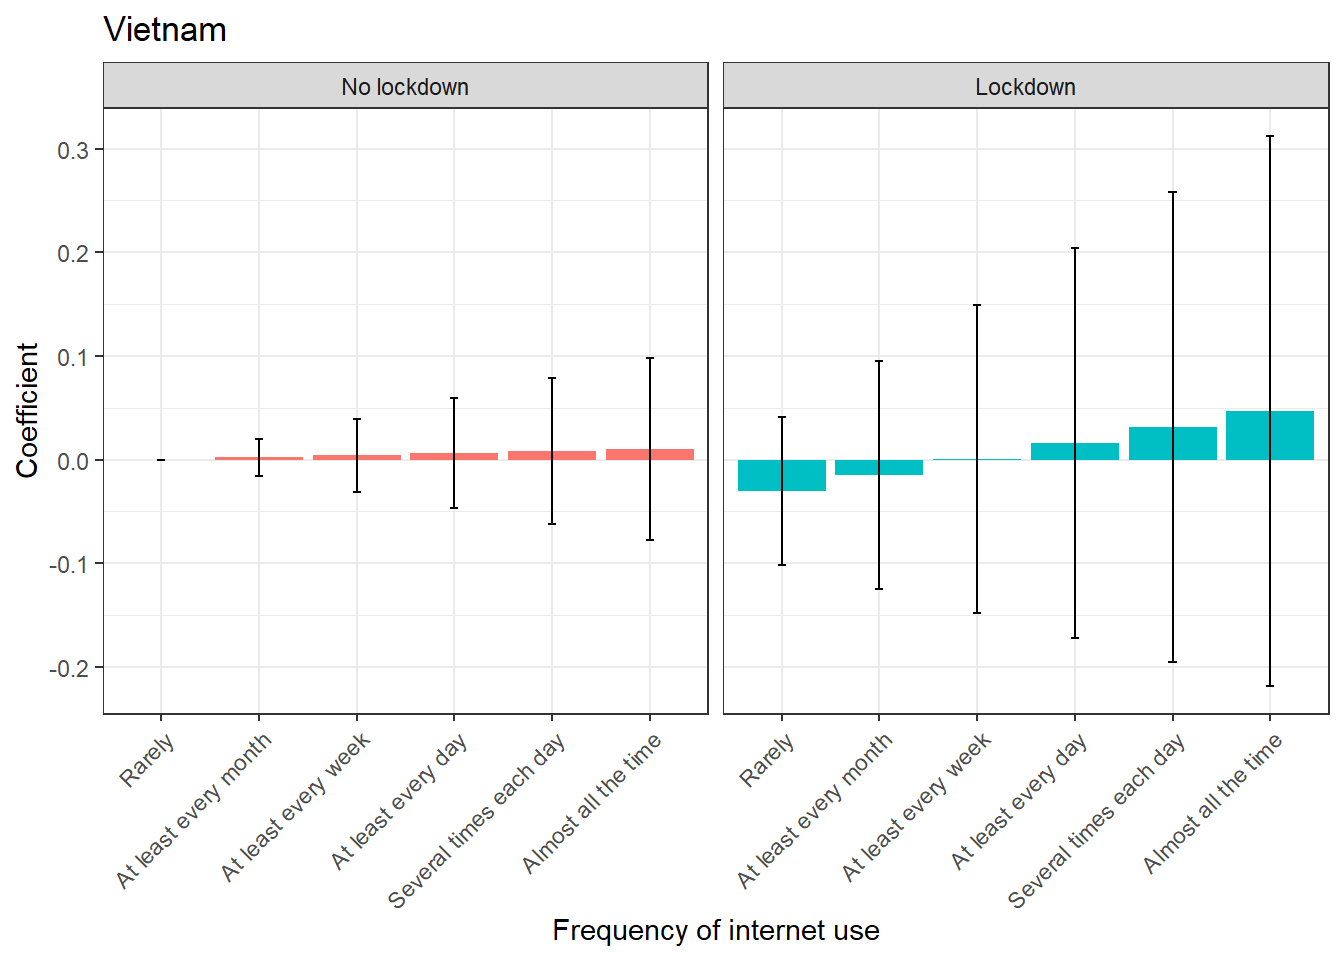 Vietnam
No lockdown
Lockdown
Coefficient
0.3
0.2
0.1
0.0
-0.1
-0.2
Rarely
At least every month
At least every week
At least every day
Several times each day
Almost all the time
Rarely
At least every month
At least every week
At least every day
Several times each day
Almost all the time
Frequency of internet use